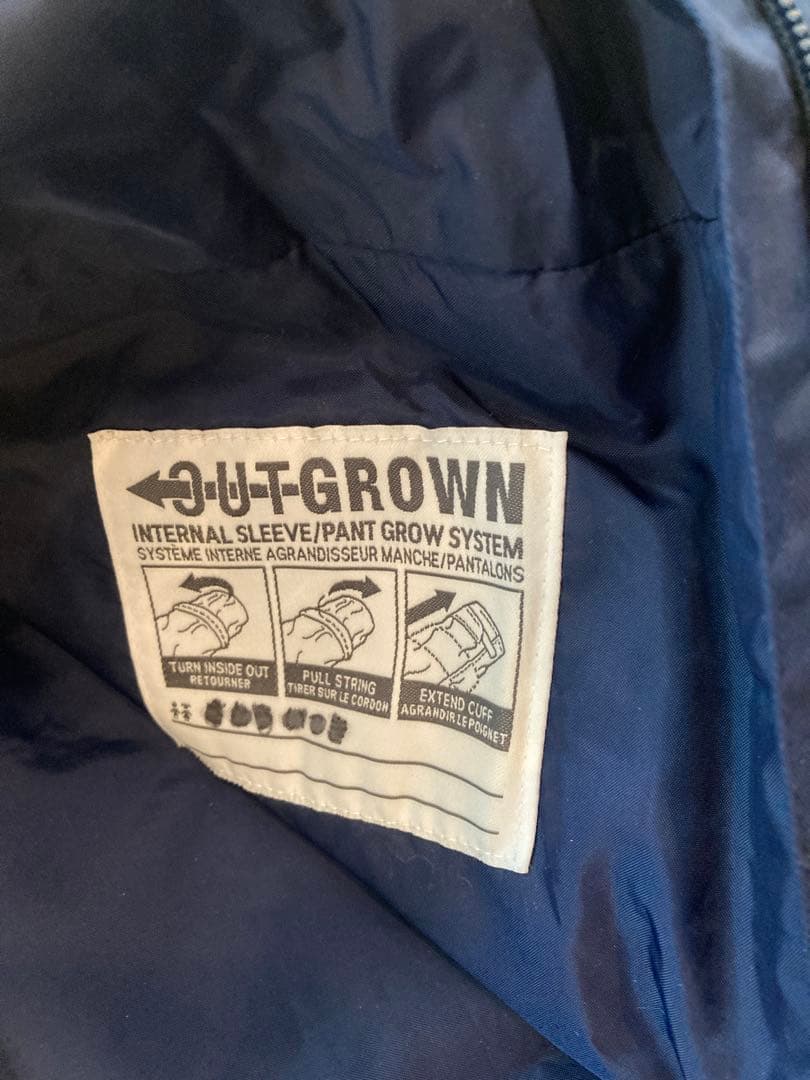 OUTGROWN
INTERNAL SLEEVE/PANT GROW SYSTEM
SYSTÈME INTERNE AGRANDISSEUR MANCHE/PANTALONS
TURN INSIDE OUT
RETOURNER
PULL STRING
TIRER SUR LE CORDON
EXTEND CUFF
AGRANDIR LE POIGNET